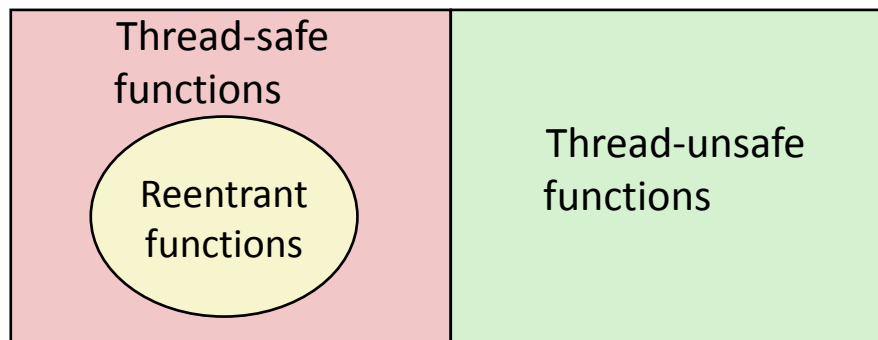 Thread-safe
functions
Reentrant
functions
Thread-unsafe
functions